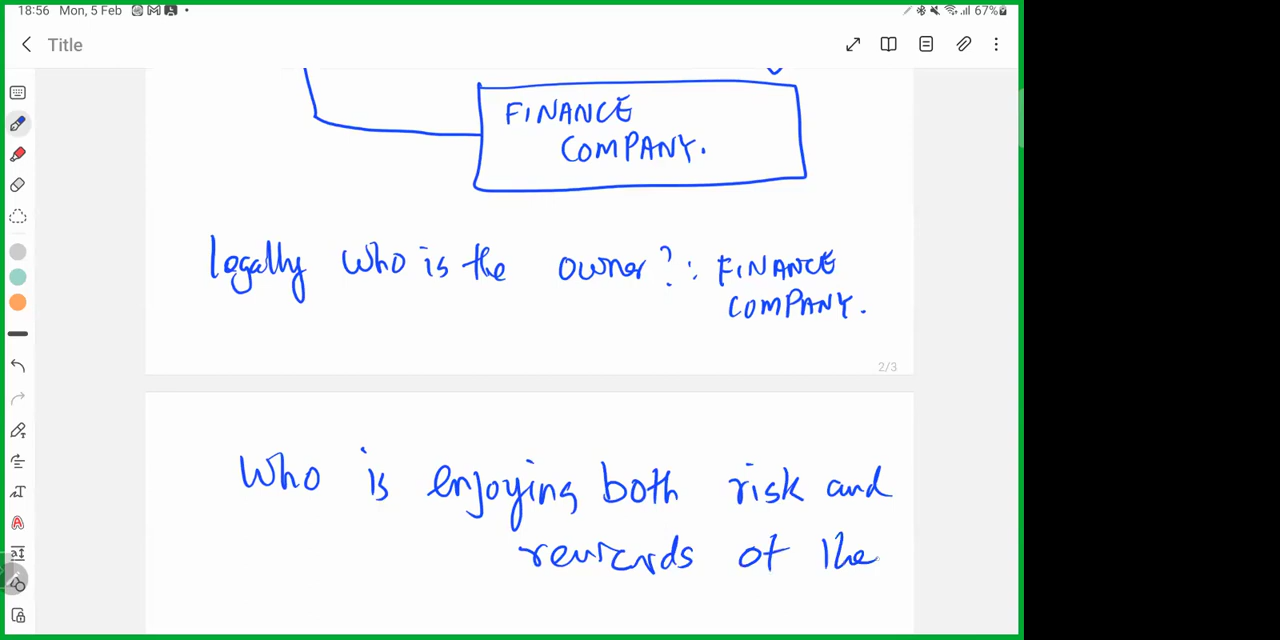 18:56 Mon, 5 Feb
67%
Title
FINANCE
COMPANY.
legally who is the owner? : FINANCE
COMPANY.
2/3
Who is enjoying both risk and
rewards of the